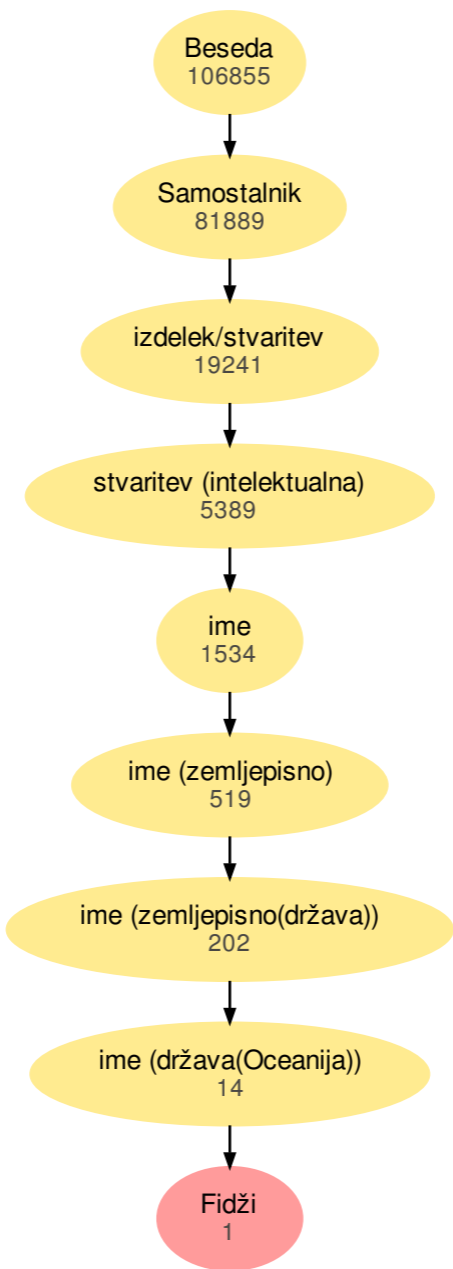 Beseda
106855
Samostalnik
81889
izdelek/stvaritev
19241
stvaritev (intelektualna)
5389
ime
1534
ime (zemljepisno)
519
ime (zemljepisno(država))
202
ime (država(Oceanija))
14
Fidži
1